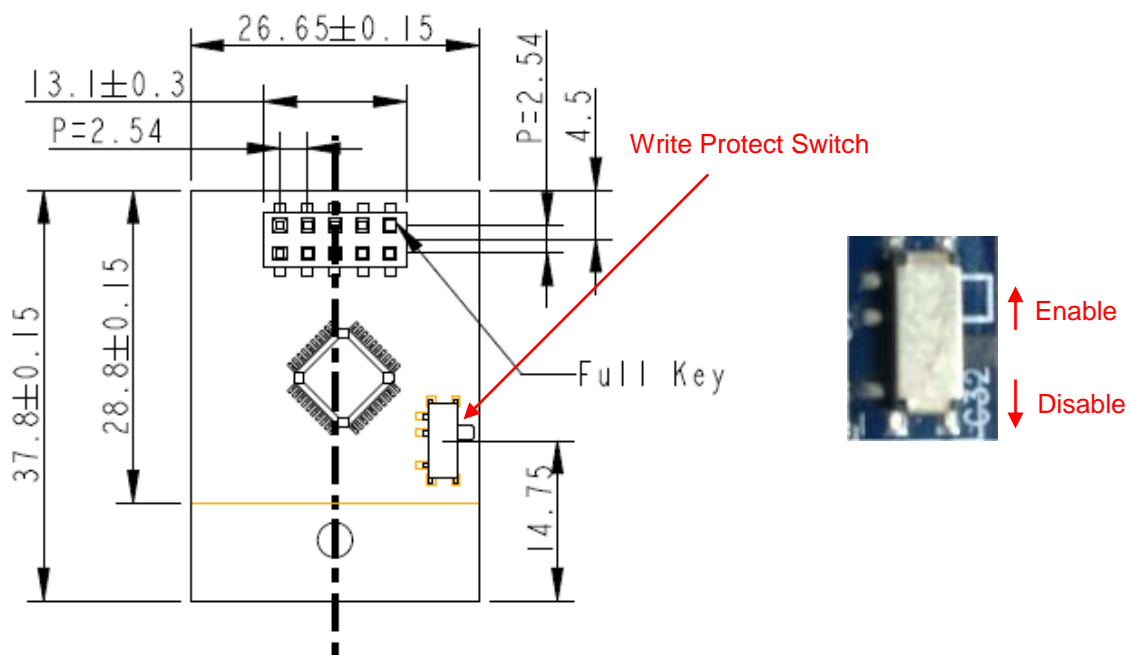 26.65±0.15
13.1±0.3
P=2.54
P=2.54
4.5
Write Protect Switch
37.8±0.15
28.8±0.15
Full Key
14.75
Enable
Disable
C32